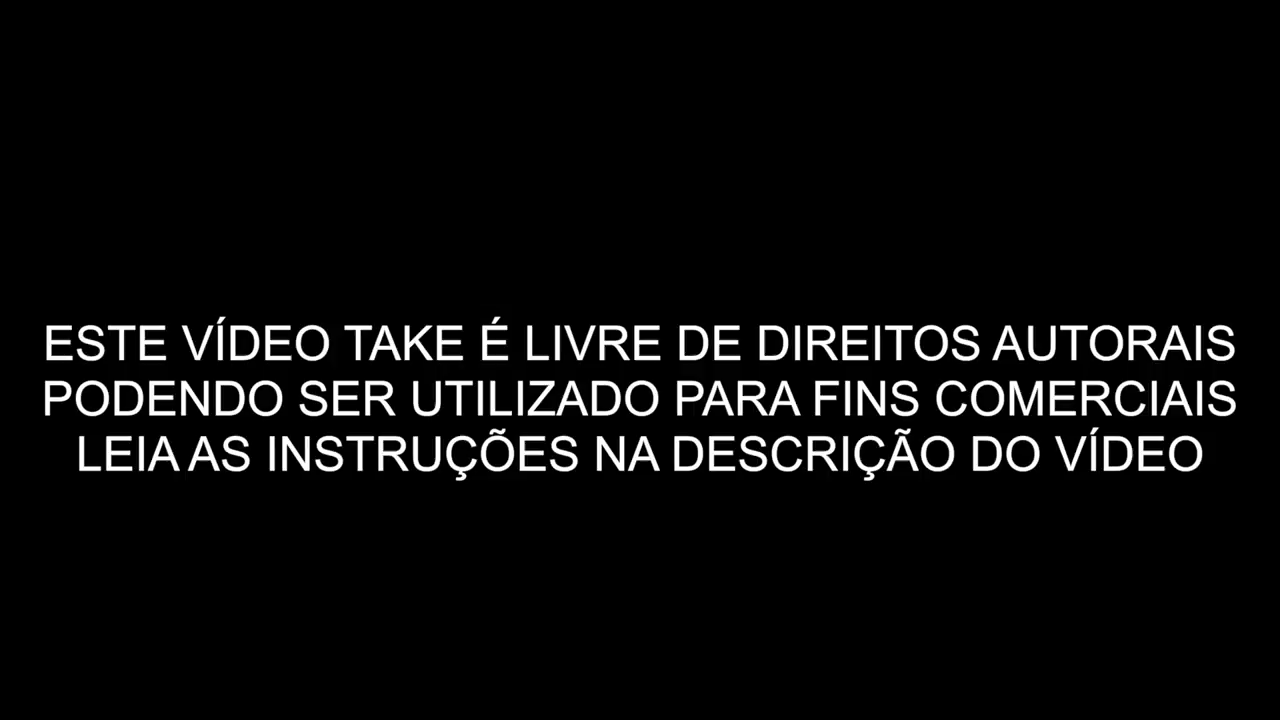 ESTE VÍDEO TAKE É LIVRE DE DIREITOS AUTORAIS
PODENDO SER UTILIZADO PARA FINS COMERCIAIS
LEIA AS INSTRUÇÕES NA DESCRIÇÃO DO VÍDEO